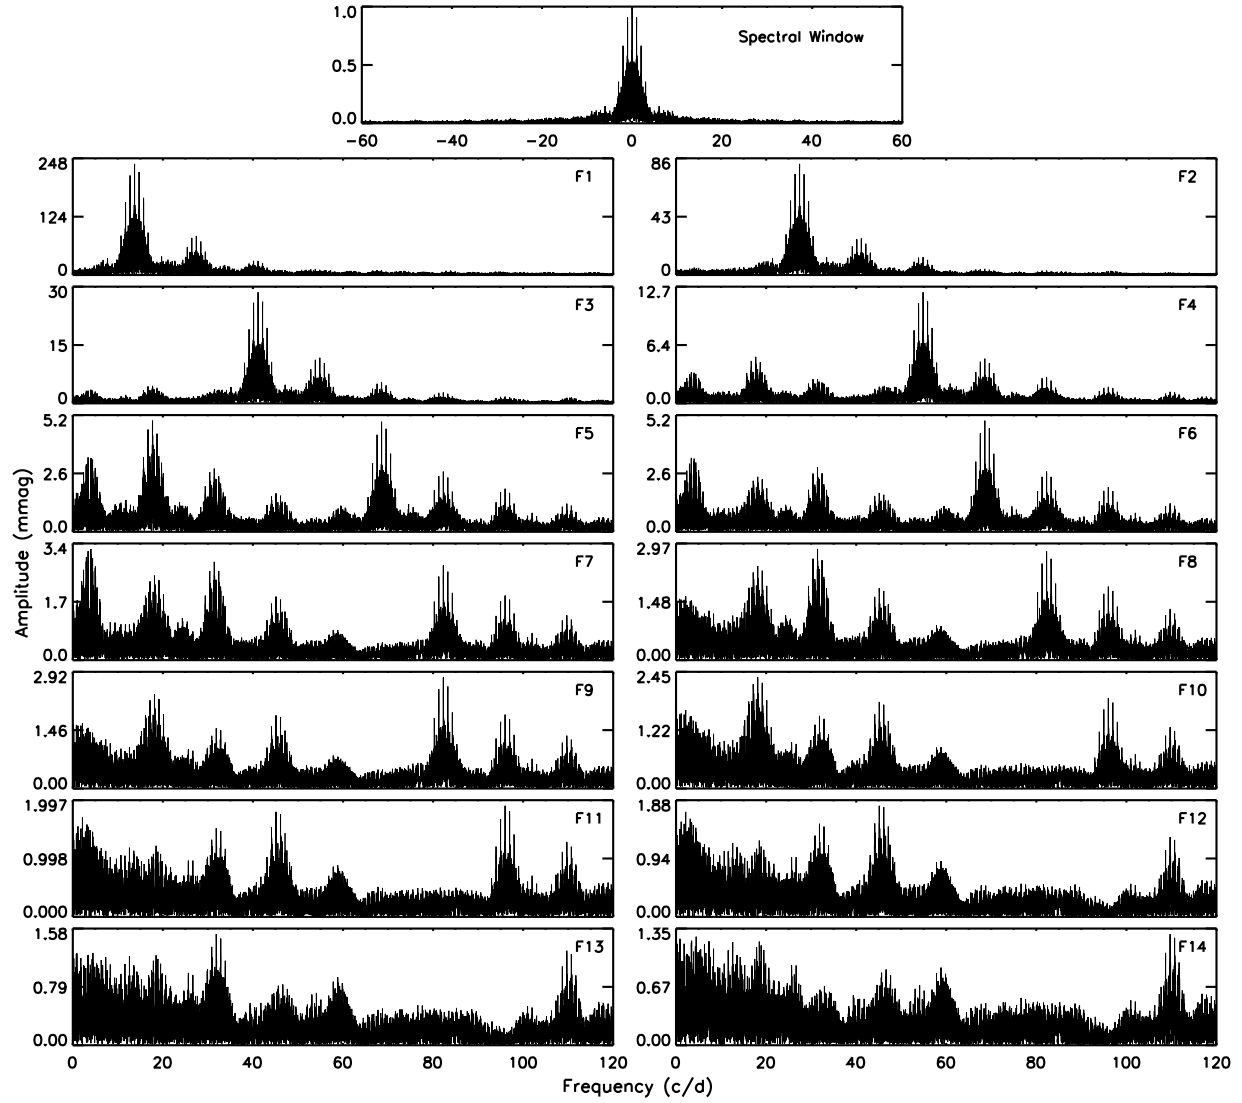 1.0
Spectral Window
0.5
0.0
−60 −40 −20 0 20 40 60
248 F1
124
0
86 F2
43
0
30 F3
15
0
12.7 F4
6.4
0.0
5.2 F5
2.6
0.0
5.2 F6
2.6
0.0
3.4 F7
1.7
0.0
2.97 F8
1.48
0.00
2.92 F9
1.46
0.00
2.45 F10
1.22
0.00
1.997 F11
0.998
0.000
1.88 F12
0.94
0.00
1.58 F13
0.79
0.00
1.35 F14
0.67
0.00
0 20 40 60 80 100 120
0 20 40 60 80 100 120
Amplitude (mmag)
Frequency (c/d)